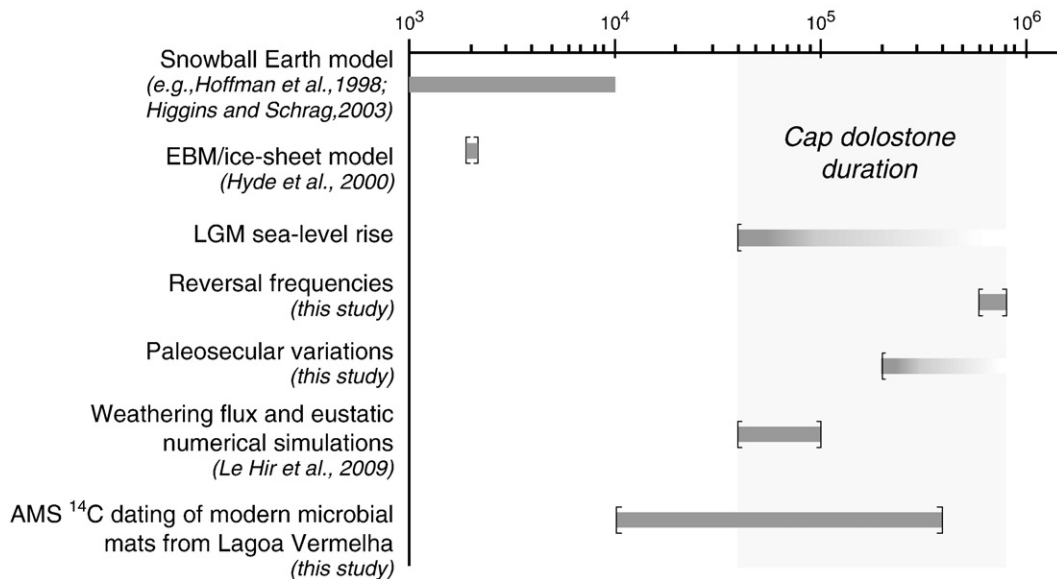 10³ 10⁴ 10⁵ 10⁶
Snowball Earth model
(e.g.,Hoffman et al.,1998;
Higgins and Schrag,2003)
EBM/ice-sheet model
(Hyde et al., 2000)
Cap dolostone
duration
LGM sea-level rise
Reversal frequencies
(this study)
Paleosecular variations
(this study)
Weathering flux and eustatic
numerical simulations
(Le Hir et al., 2009)
AMS ¹⁴C dating of modern microbial
mats from Lagoa Vermelha
(this study)